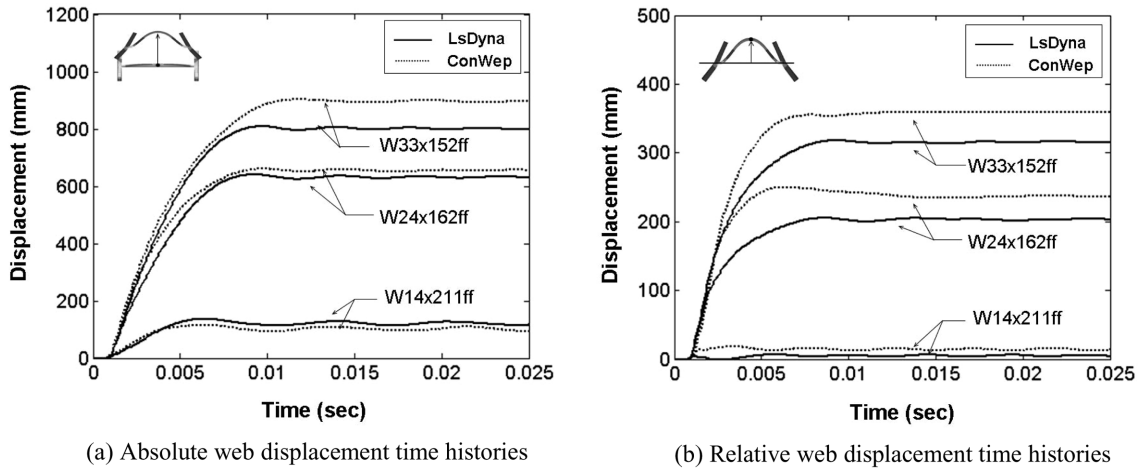 1200
1000
800
600
400
200
0
0
0.005
0.01
0.015
0.02
0.025
Displacement (mm)
Time (sec)
LsDyna
ConWep
W33x152ff
W24x162ff
W14x211ff
(a) Absolute web displacement time histories
500
400
300
200
100
0
0
0.005
0.01
0.015
0.02
0.025
Displacement (mm)
Time (sec)
LsDyna
ConWep
W33x152ff
W24x162ff
W14x211ff
(b) Relative web displacement time histories